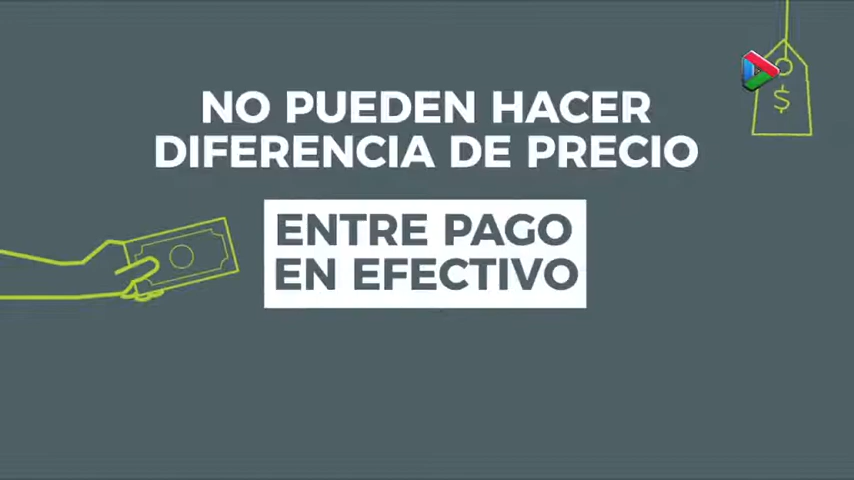 NO PUEDEN HACER
DIFERENCIA DE PRECIO
ENTRE PAGO
EN EFECTIVO
$